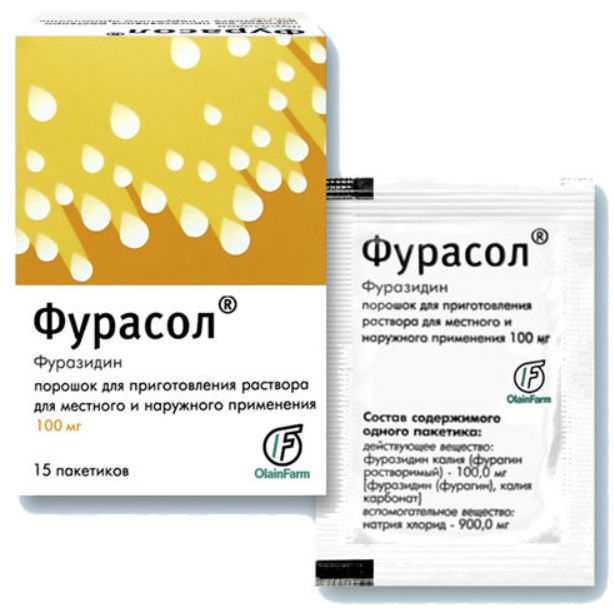 Фурасол®
Фурасол®
Фуразидин
порошок для приготовления раствора
для местного и наружного применения
100 мг
15 пакетиков
OlainFarm
Фурасол®
Фуразидин
порошок для приготовления
раствора для местного и
наружного применения 100 мг
OlainFarm
Состав содержимого
одного пакетика:
действующее вещество:
фуразидин калия (фурагин
растворимый) - 100,0 мг
[фуразидин (фурагин), калия
карбонат]
вспомогательное вещество:
натрия хлорид - 900,0 мг